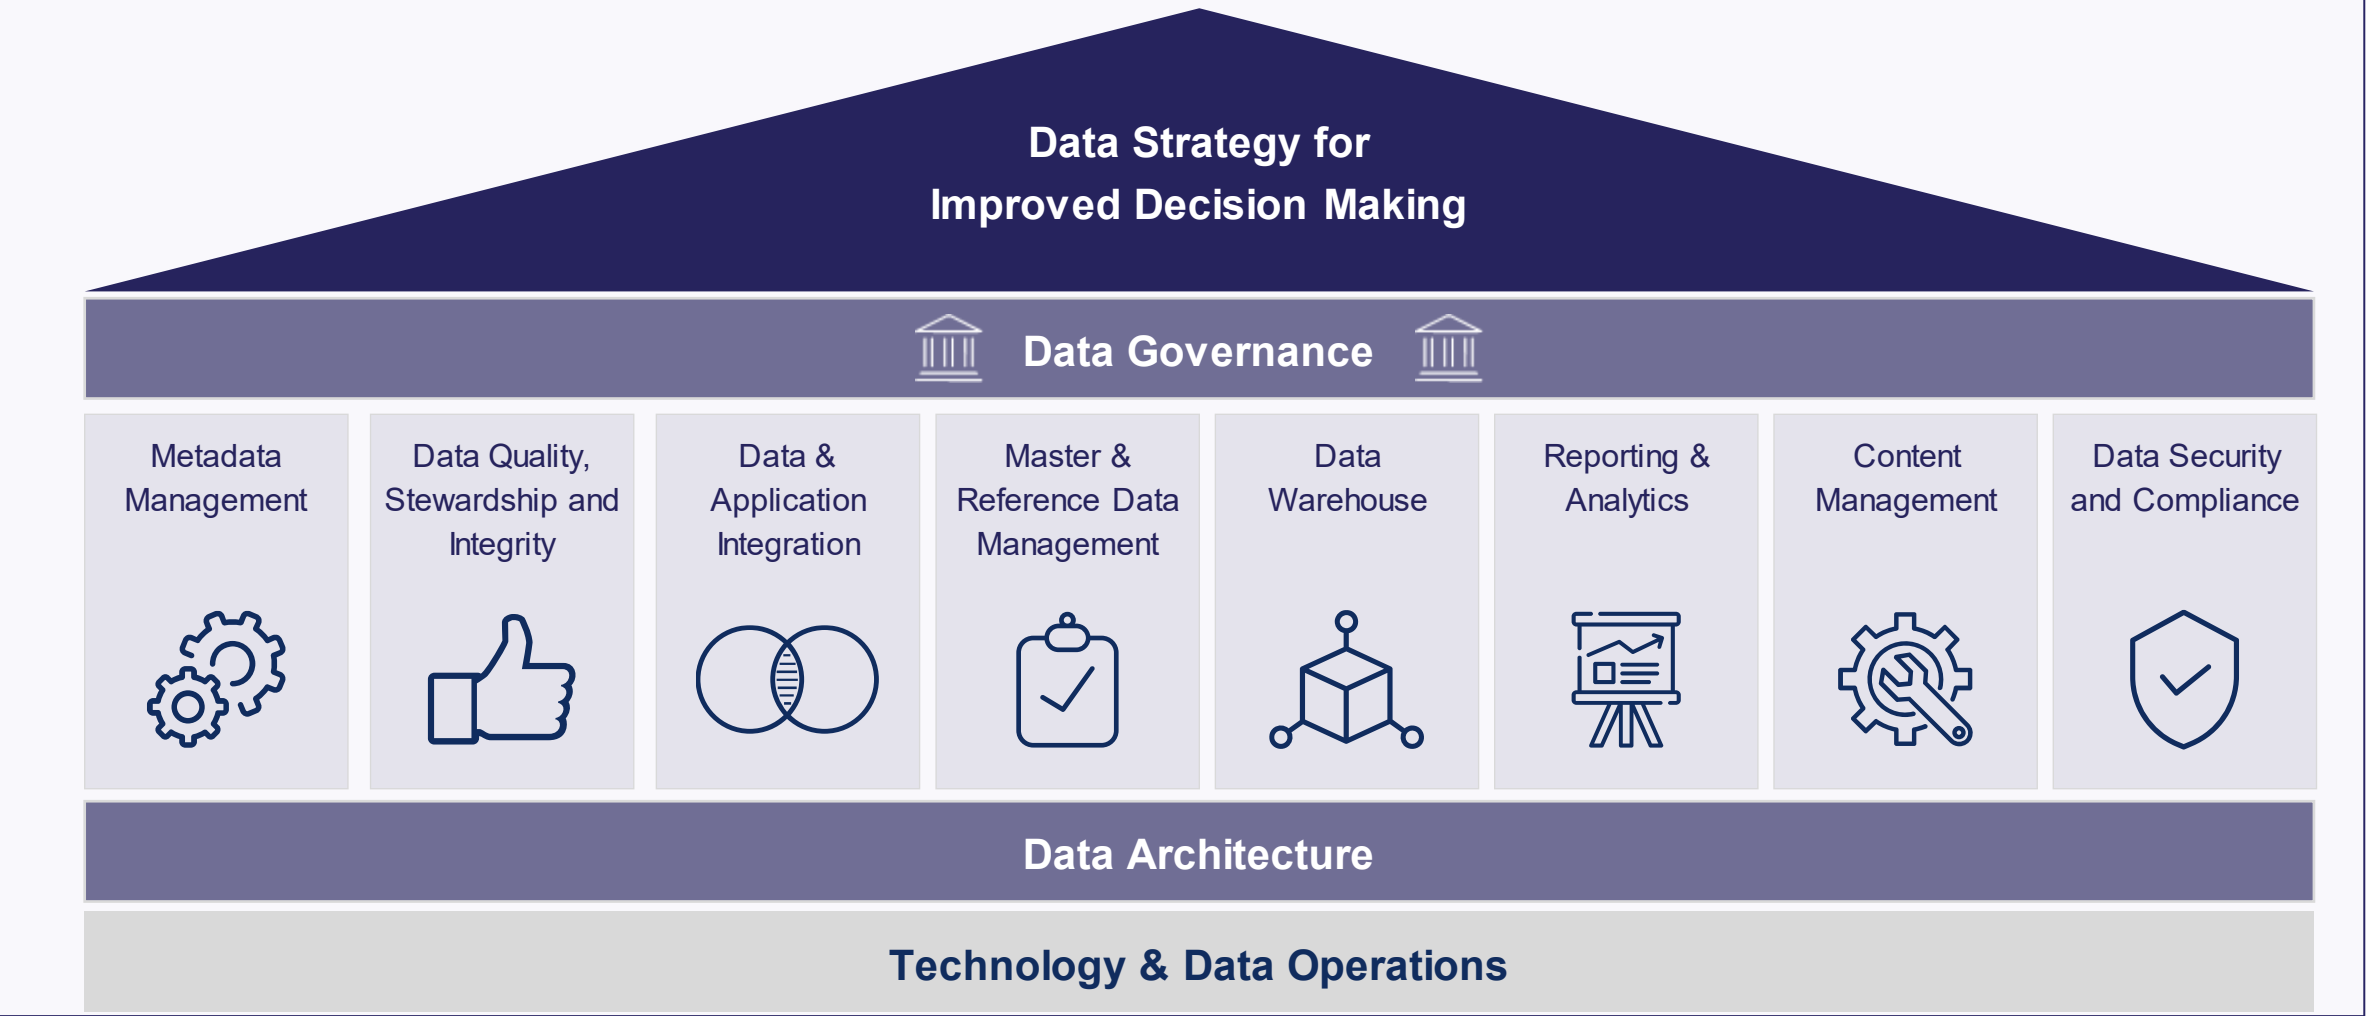 Data Strategy for
Improved Decision Making
Data Governance
Metadata
Management
Data Quality,
Stewardship and
Integrity
Data &
Application
Integration
Master &
Reference Data
Management
Data
Warehouse
Reporting &
Analytics
Content
Management
Data Security
and Compliance
Data Architecture
Technology & Data Operations